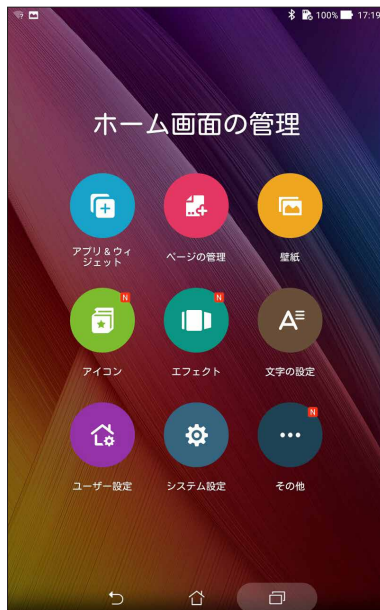 100% 17:19
ホーム画面の管理
アプリ＆ウィ
ジェット
ページの管理
壁紙
N
N
アイコン
エフェクト
A
文字の設定
N
ユーザー設定
システム設定
その他